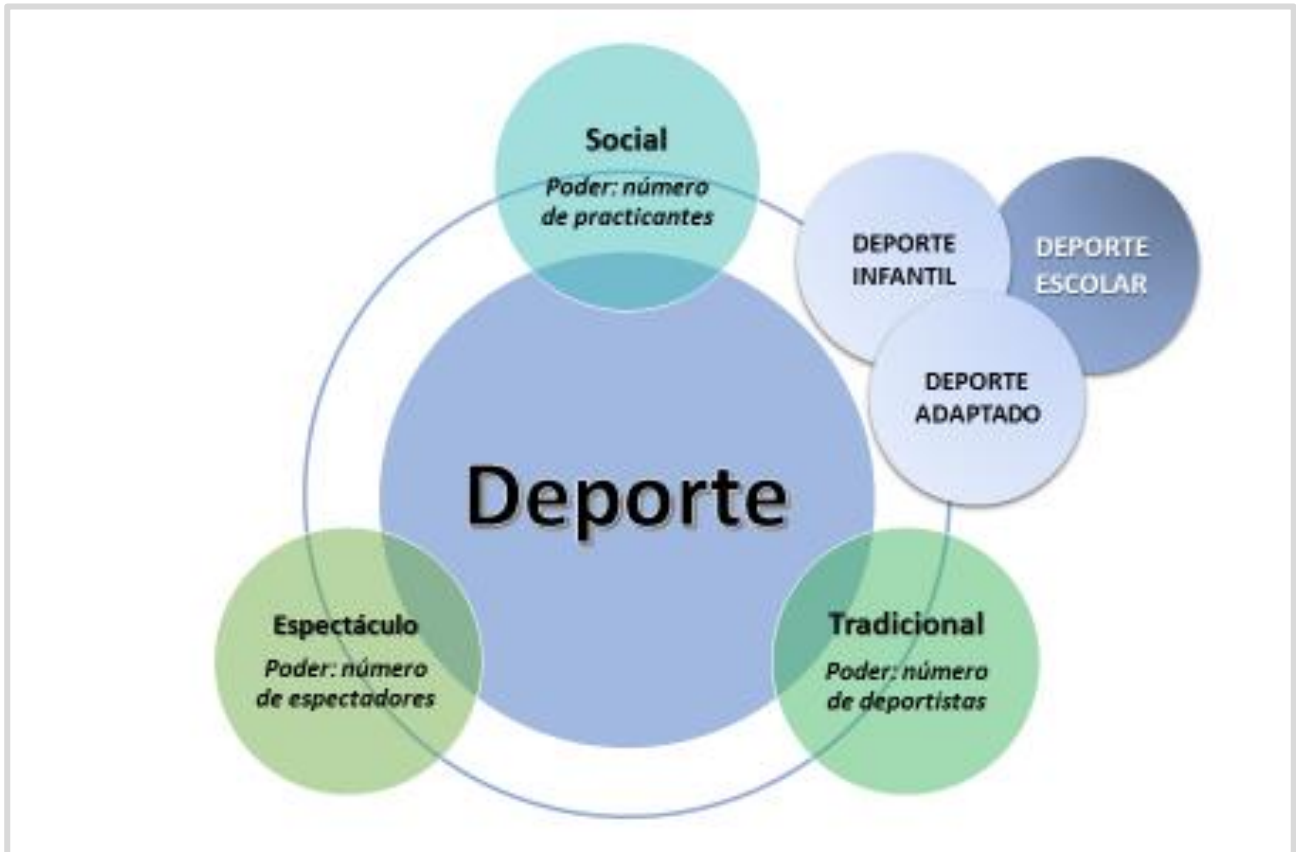 Social
Poder: número
de practicantes
DEPORTE
INFANTIL
DEPORTE
ESCOLAR
DEPORTE
ADAPTADO
Deporte
Espectáculo
Poder: número
de espectadores
Tradicional
Poder: número
de deportistas